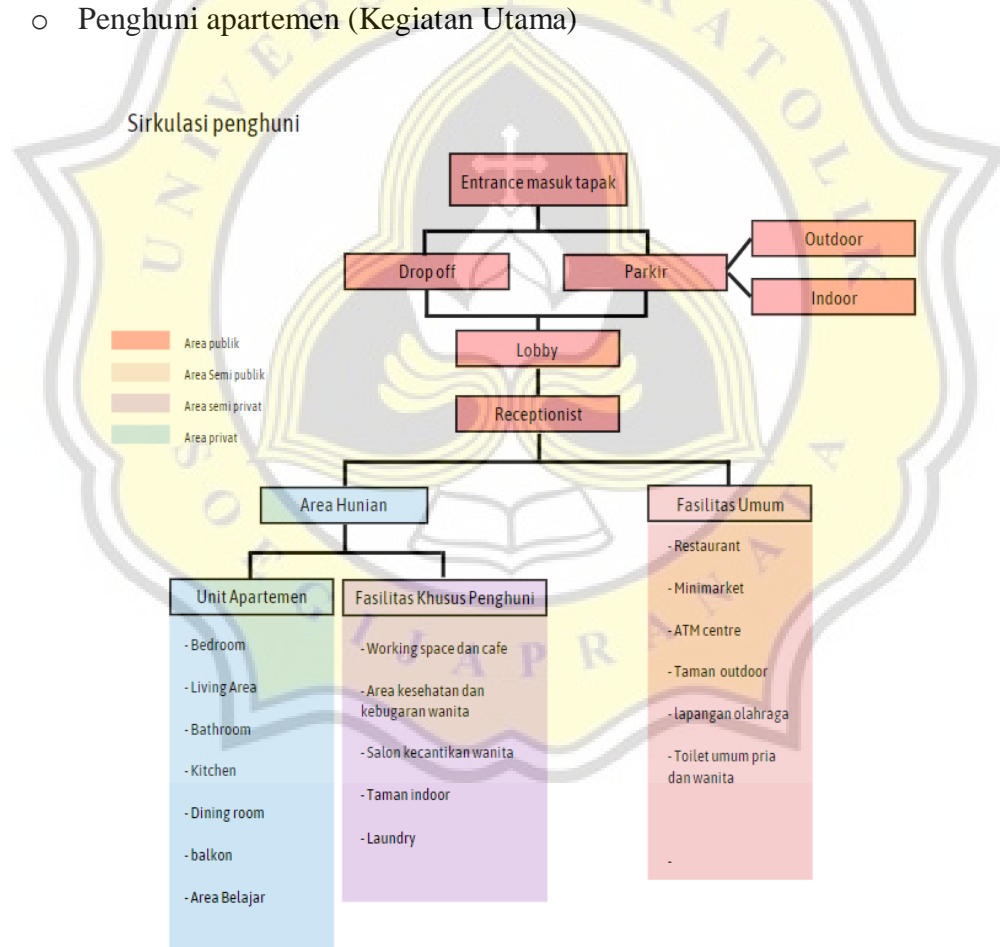 o Penghuni apartemen (Kegiatan Utama)
Sirkulasi penghuni
Entrance masuk tapak
Drop off
Parkir
Outdoor
Indoor
Lobby
Receptionist
Area publik
Area Semi publik
Area semi privat
Area privat
Area Hunian
Fasilitas Umum
- Restaurant
- Minimarket
- ATM centre
- Taman outdoor
- lapangan olahraga
- Toilet umum pria
dan wanita
-
Unit Apartemen
- Bedroom
- Living Area
- Bathroom
- Kitchen
- Dining room
- balkon
- Area Belajar
Fasilitas Khusus Penghuni
- Working space dan cafe
- Area kesehatan dan
kebugaran wanita
- Salon kecantikan wanita
- Taman indoor
- Laundry
UNIVERSITAS KATOLIK
SOEGIJAPRANATA